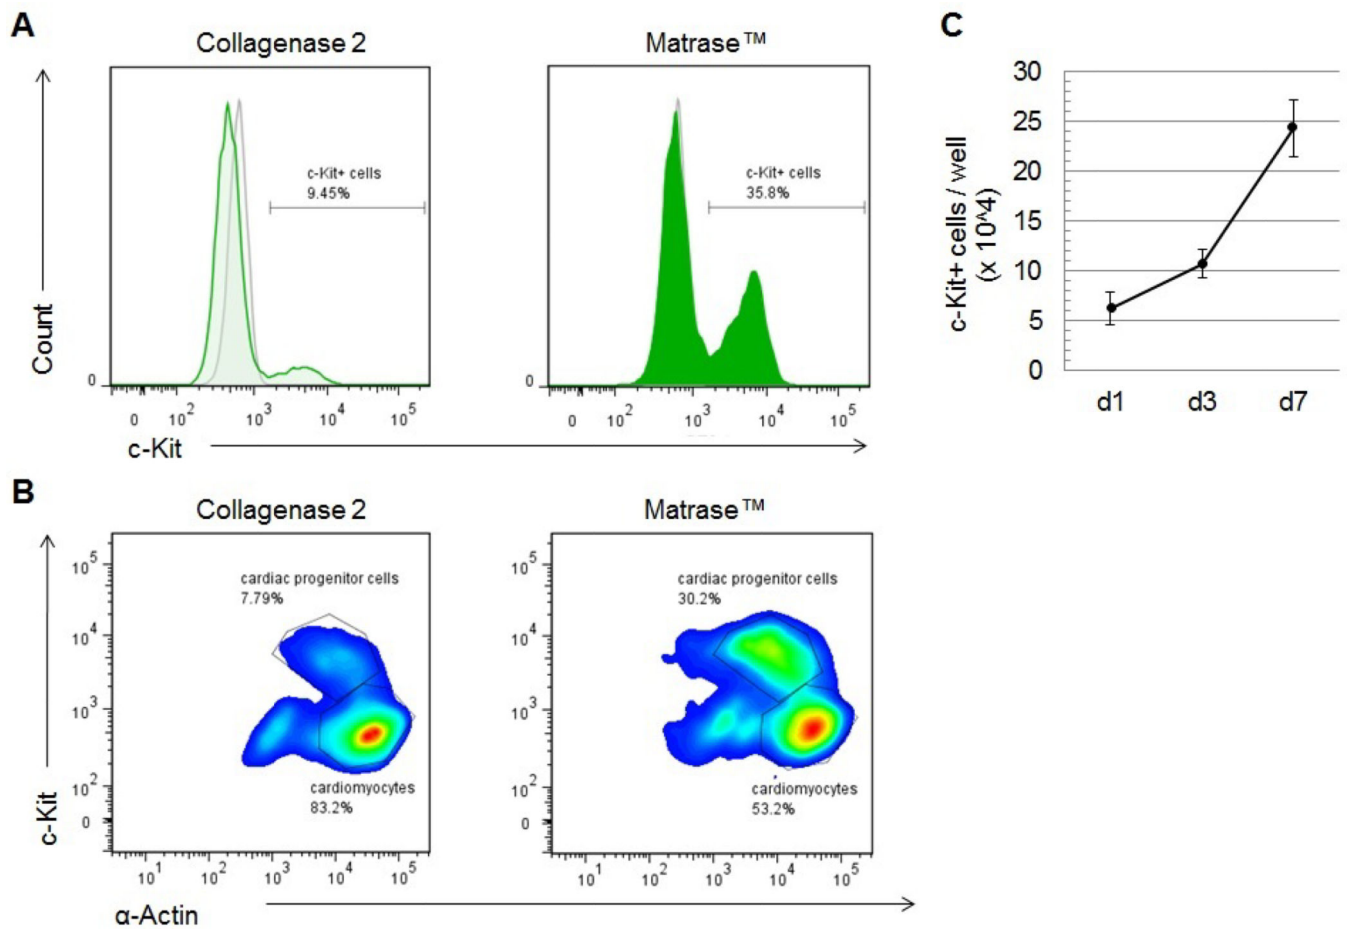 A
Collagenase 2
Matrase™
Count
c-Kit+ cells
9.45%
c-Kit+ cells
35.8%
0
0
0 10^2 10^3 10^4 10^5
0 10^2 10^3 10^4 10^5
c-Kit
C
c-Kit+ cells / well
(x 10^4)
30
25
20
15
10
5
0
d1 d3 d7
B
Collagenase 2
Matrase™
c-Kit
10^5
10^4
10^3
10^2
0
cardiac progenitor cells
7.79%
cardiomyocytes
83.2%
10^1 10^2 10^3 10^4 10^5
10^5
10^4
10^3
10^2
0
cardiac progenitor cells
30.2%
cardiomyocytes
53.2%
10^1 10^2 10^3 10^4 10^5
α-Actin